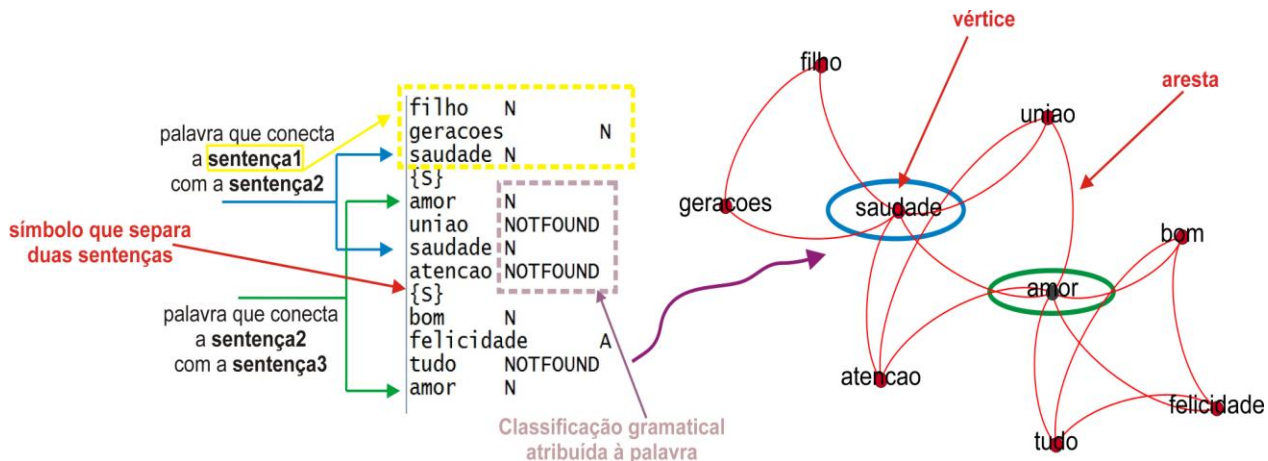 palavra que conecta
a sentença1
com a sentença2
símbolo que separa
duas sentenças
palavra que conecta
a sentença2
com a sentença3
filho N
geracoes N
saudade N
{S}
amor N
uniao NOTFOUND
saudade N
atencao NOTFOUND
{S}
bom N
felicidade A
tudo NOTFOUND
amor N
Classificação gramatical
atribuída à palavra
vértice
aresta
filho
uniao
geracoes
saudade
bom
amor
atencao
felicidade
tudo